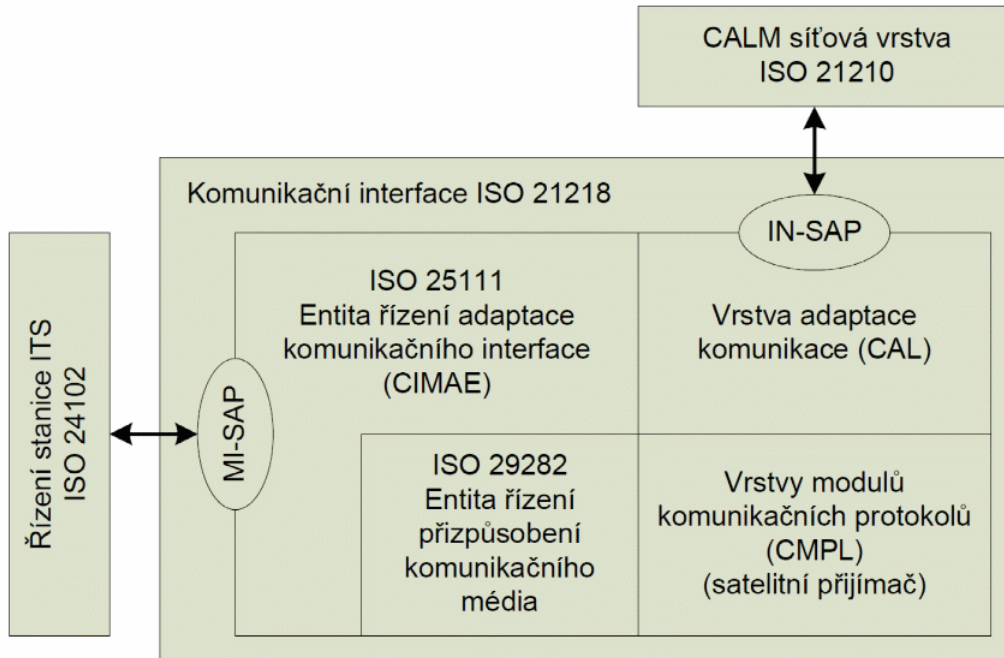 CALM síťová vrstva
ISO 21210
Komunikační interface ISO 21218
IN-SAP
Řízení stanice ITS
ISO 24102
MI-SAP
ISO 25111
Entita řízení adaptace
komunikačního interface
(CIMAE)
Vrstva adaptace
komunikace (CAL)
ISO 29282
Entita řízení
přizpůsobení
komunikačního
média
Vrstvy modulů
komunikačních protokolů
(CMPL)
(satelitní přijímač)